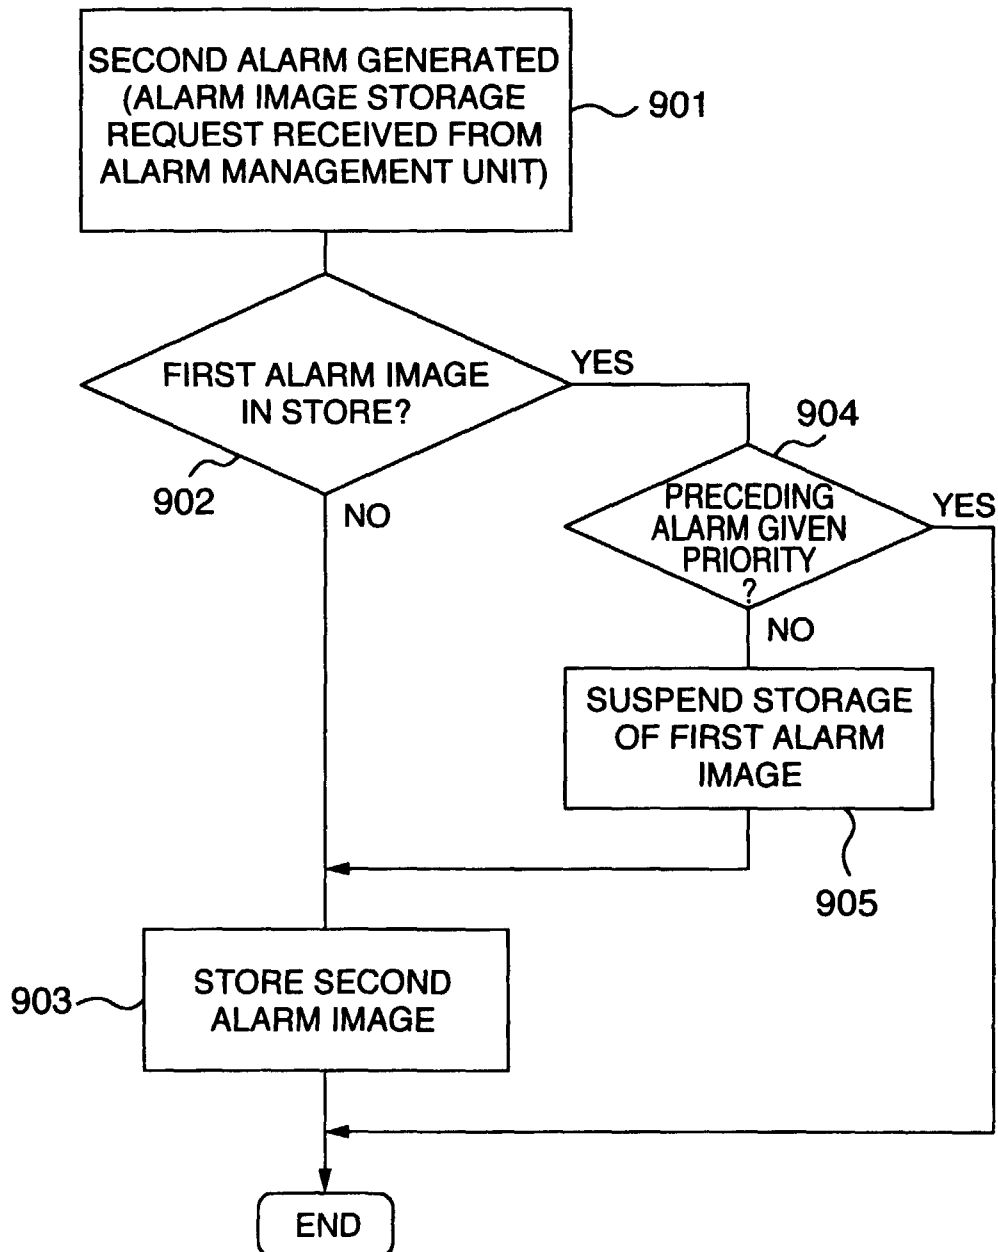 SECOND ALARM GENERATED
(ALARM IMAGE STORAGE
REQUEST RECEIVED FROM
ALARM MANAGEMENT UNIT)
901
FIRST ALARM IMAGE
IN STORE?
YES
902
NO
904
PRECEDING
ALARM GIVEN
PRIORITY
?
YES
NO
SUSPEND STORAGE
OF FIRST ALARM
IMAGE
905
903
STORE SECOND
ALARM IMAGE
END